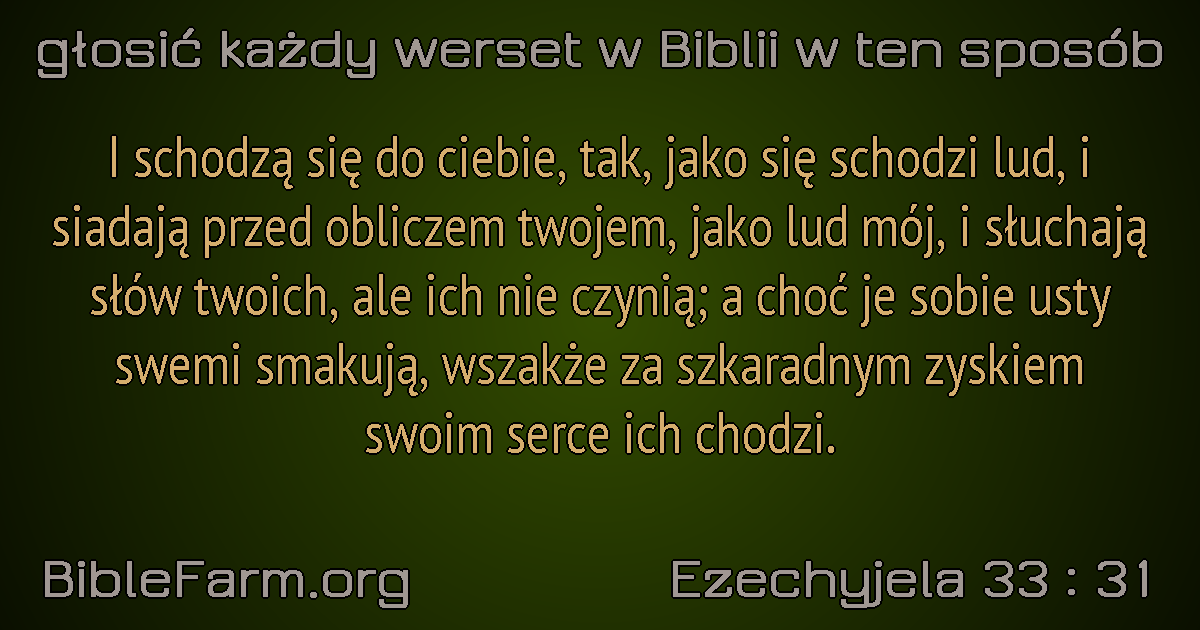 głosić każdy werset w Biblii w ten sposób
I schodzą się do ciebie, tak, jako się schodzi lud, i
siadają przed obliczem twojem, jako lud mój, i słuchają
słów twoich, ale ich nie czynią; a choć je sobie usty
swemi smakują, wszakże za szkaradnym zyskiem
swoim serce ich chodzi.
BibleFarm.org
Ezechyjela 33 : 31